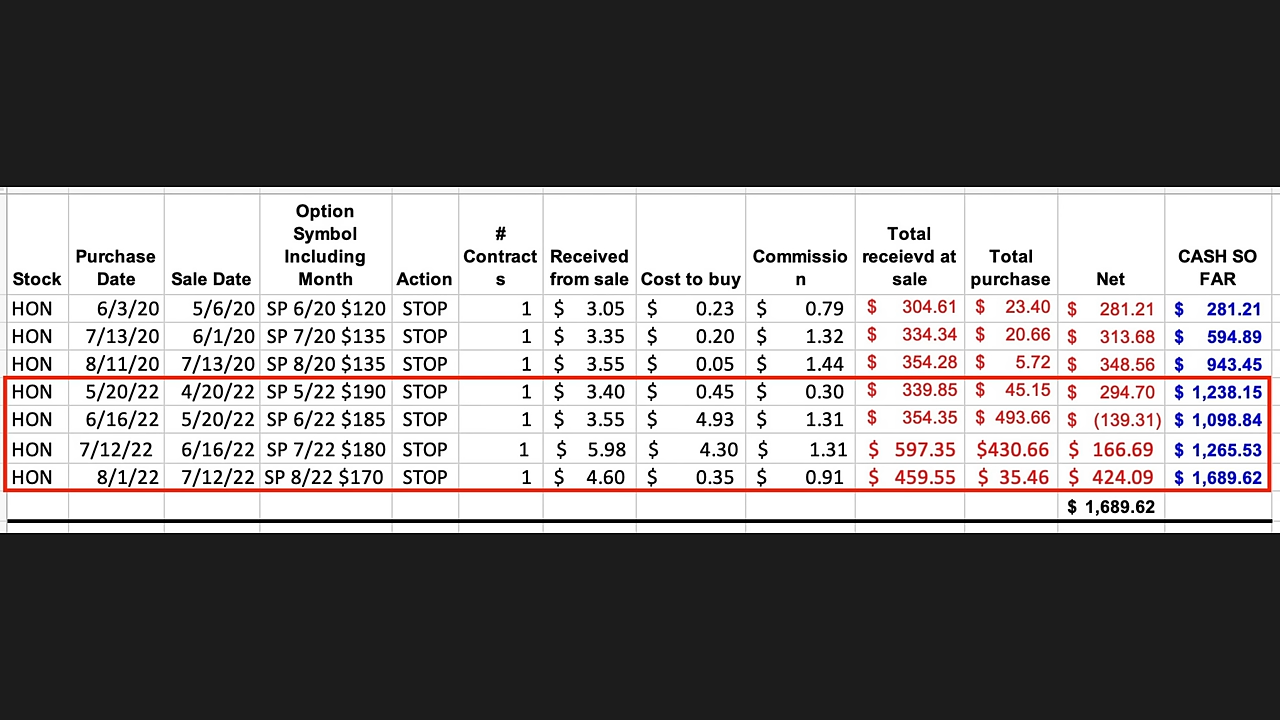 Stock Purchase Date Sale Date Option Symbol Including Month Action # Contract s Received from sale Cost to buy Commissio n Total receievd at sale Total purchase Net CASH SO FAR
HON 6/3/20 5/6/20 SP 6/20 $120 STOP 1 $ 3.05 $ 0.23 $ 0.79 $ 304.61 $ 23.40 $ 281.21 $ 281.21
HON 7/13/20 6/1/20 SP 7/20 $135 STOP 1 $ 3.35 $ 0.20 $ 1.32 $ 334.34 $ 20.66 $ 313.68 $ 594.89
HON 8/11/20 7/13/20 SP 8/20 $135 STOP 1 $ 3.55 $ 0.05 $ 1.44 $ 354.28 $ 5.72 $ 348.56 $ 943.45
HON 5/20/22 4/20/22 SP 5/22 $190 STOP 1 $ 3.40 $ 0.45 $ 0.30 $ 339.85 $ 45.15 $ 294.70 $ 1,238.15
HON 6/16/22 5/20/22 SP 6/22 $185 STOP 1 $ 3.55 $ 4.93 $ 1.31 $ 354.35 $ 493.66 $ (139.31) $ 1,098.84
HON 7/12/22 6/16/22 SP 7/22 $180 STOP 1 $ 5.98 $ 4.30 $ 1.31 $ 597.35 $430.66 $ 166.69 $ 1,265.53
HON 8/1/22 7/12/22 SP 8/22 $170 STOP 1 $ 4.60 $ 0.35 $ 0.91 $ 459.55 $ 35.46 $ 424.09 $ 1,689.62
$ 1,689.62